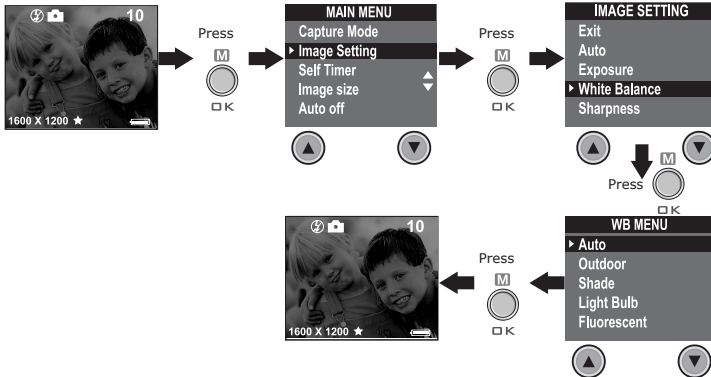 10
1600 X 1200 ★
Press
M
OK
MAIN MENU
Capture Mode
Image Setting
Self Timer
Image size
Auto off
Press
M
OK
IMAGE SETTING
Exit
Auto
Exposure
White Balance
Sharpness
Press
M
OK
WB MENU
Auto
Outdoor
Shade
Light Bulb
Fluorescent
Press
M
OK
10
1600 X 1200 ★